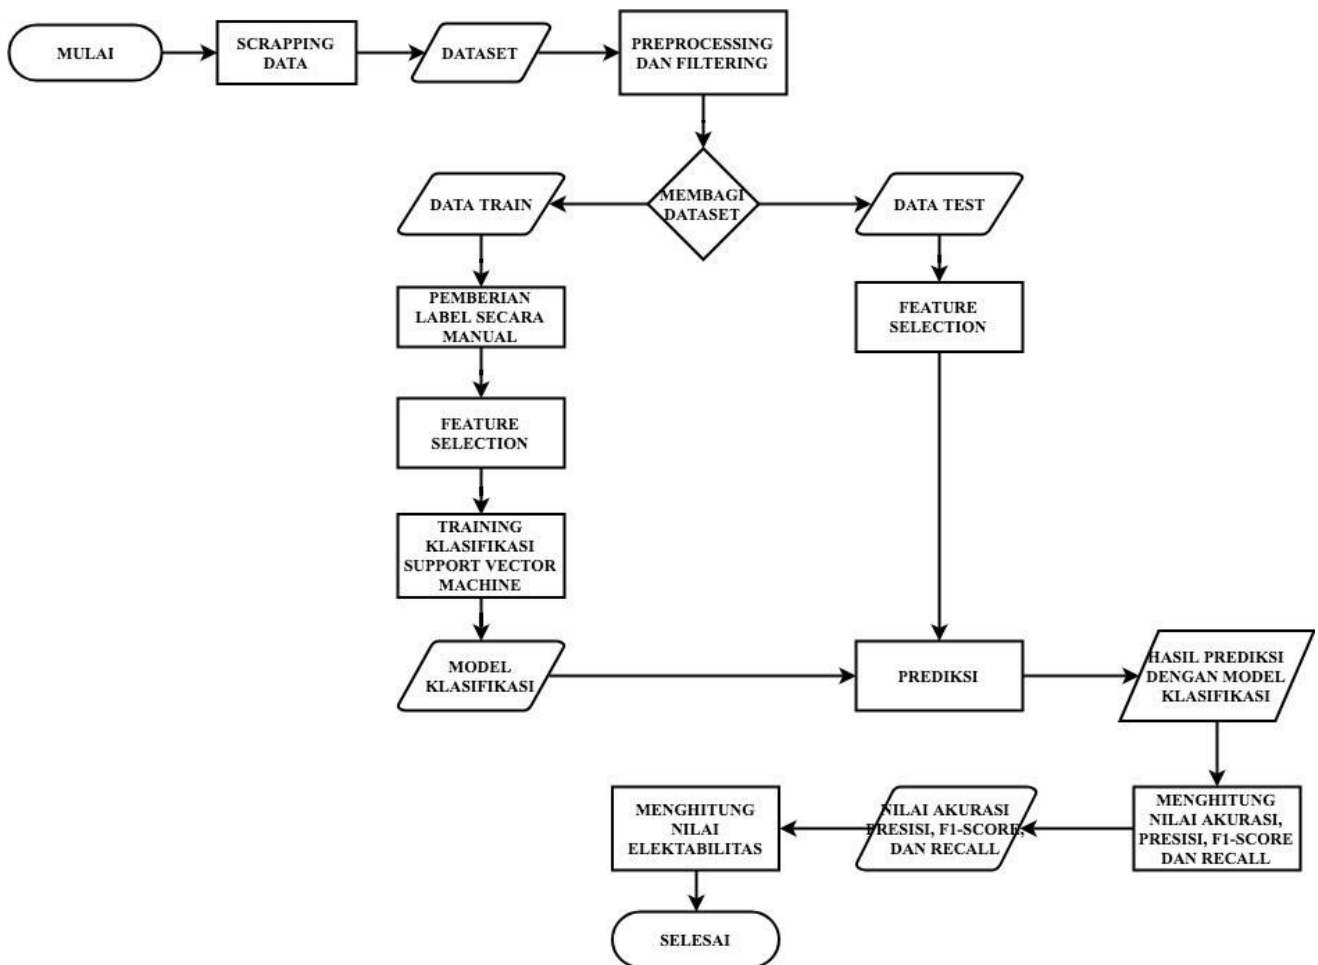 MULAI
SCRAPPING
DATA
DATASET
PREPROCESSING
DAN FILTERING
MEMBAGI
DATASET
DATA TRAIN
DATA TEST
PEMBERIAN
LABEL SECARA
MANUAL
FEATURE
SELECTION
FEATURE
SELECTION
TRAINING
KLASIFIKASI
SUPPORT VECTOR
MACHINE
MODEL
KLASIFIKASI
PREDIKSI
HASIL PREDIKSI
DENGAN MODEL
KLASIFIKASI
MENGHITUNG
NILAI AKURASI,
PRESISI, F1-SCORE
DAN RECALL
NILAI AKURASI
PRESISI, F1-SCORE,
DAN RECALL
MENGHITUNG
NILAI
ELEKTABILITAS
SELESAI